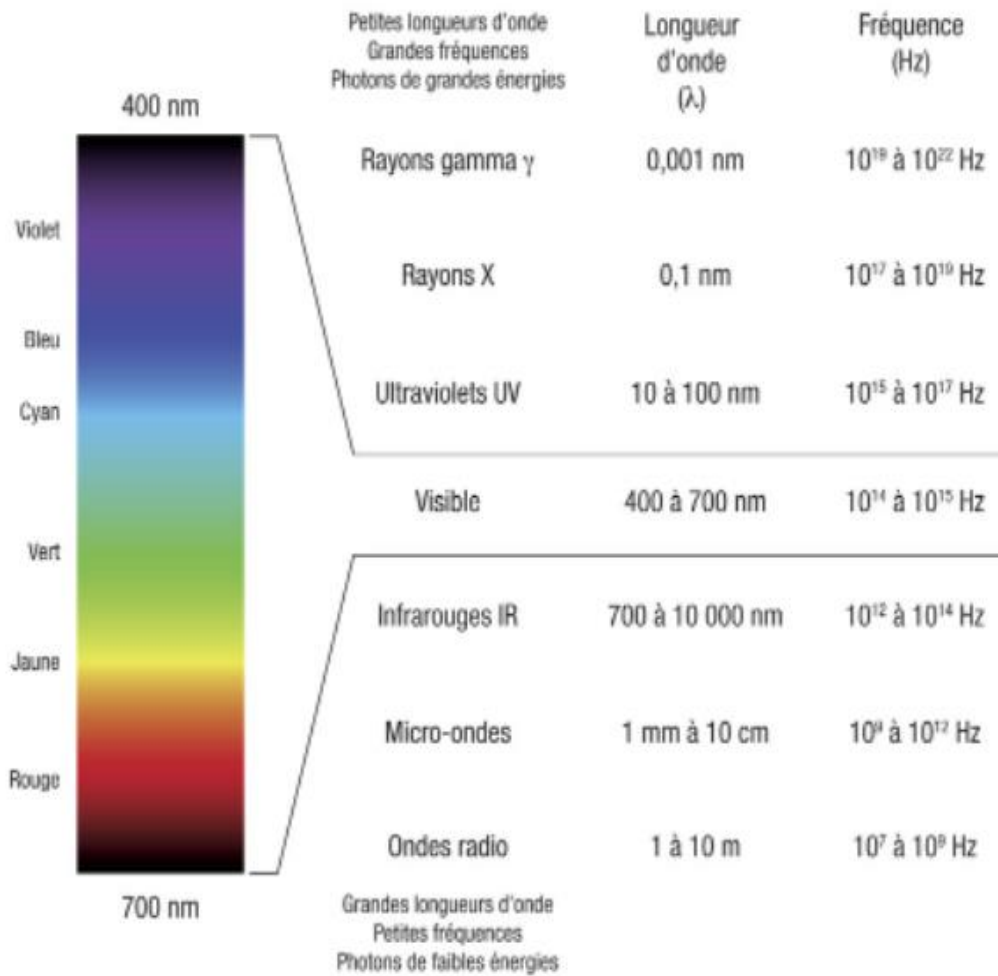 Petites longueurs d'onde
Grandes fréquences
Photons de grandes énergies
Longueur
d'onde
(λ)
Fréquence
(Hz)
400 nm
Rayons gamma γ 0,001 nm 10¹⁹ à 10²² Hz
Violet
Rayons X 0,1 nm 10¹⁷ à 10¹⁹ Hz
Bleu
Ultraviolets UV 10 à 100 nm 10¹⁵ à 10¹⁷ Hz
Cyan
Visible 400 à 700 nm 10¹⁴ à 10¹⁵ Hz
Vert
Infrarouges IR 700 à 10 000 nm 10¹² à 10¹⁴ Hz
Jaune
Micro-ondes 1 mm à 10 cm 10⁹ à 10¹² Hz
Rouge
Ondes radio 1 à 10 m 10⁷ à 10⁹ Hz
700 nm
Grandes longueurs d'onde
Petites fréquences
Photons de faibles énergies